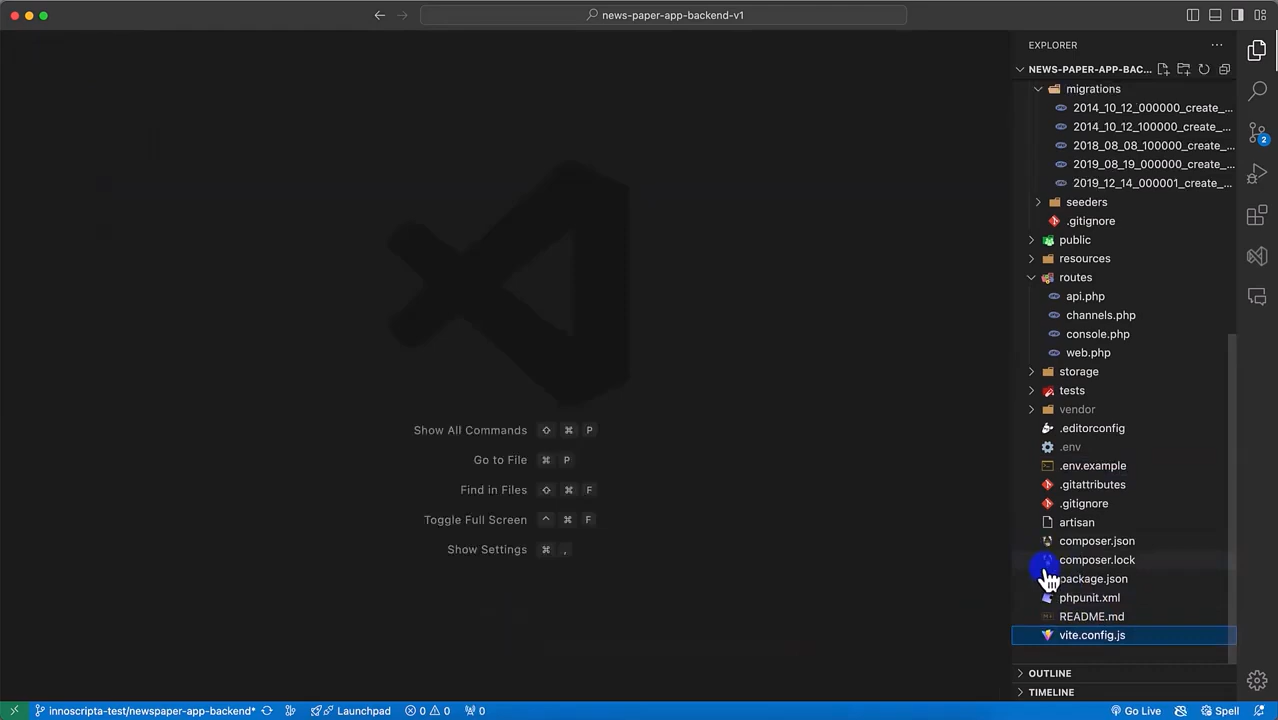 news-paper-app-backend-v1
EXPLORER
NEWS-PAPER-APP-BAC...
migrations
2014_10_12_000000_create_...
2014_10_12_100000_create_...
2018_08_08_100000_create_...
2019_08_19_000000_create_...
2019_12_14_000001_create_...
seeders
.gitignore
public
resources
routes
api.php
channels.php
console.php
web.php
storage
tests
vendor
.editorconfig
.env
.env.example
.gitattributes
.gitignore
artisan
composer.json
composer.lock
package.json
phpunit.xml
README.md
vite.config.js
OUTLINE
TIMELINE
2
Show All Commands ⇧ ⌘ P
Go to File ⌘ P
Find in Files ⇧ ⌘ F
Toggle Full Screen ^ ⌘ F
Show Settings ⌘ ,
innoscripta-test/newspaper-app-backend* Launchpad 0 0 0 Go Live Spell